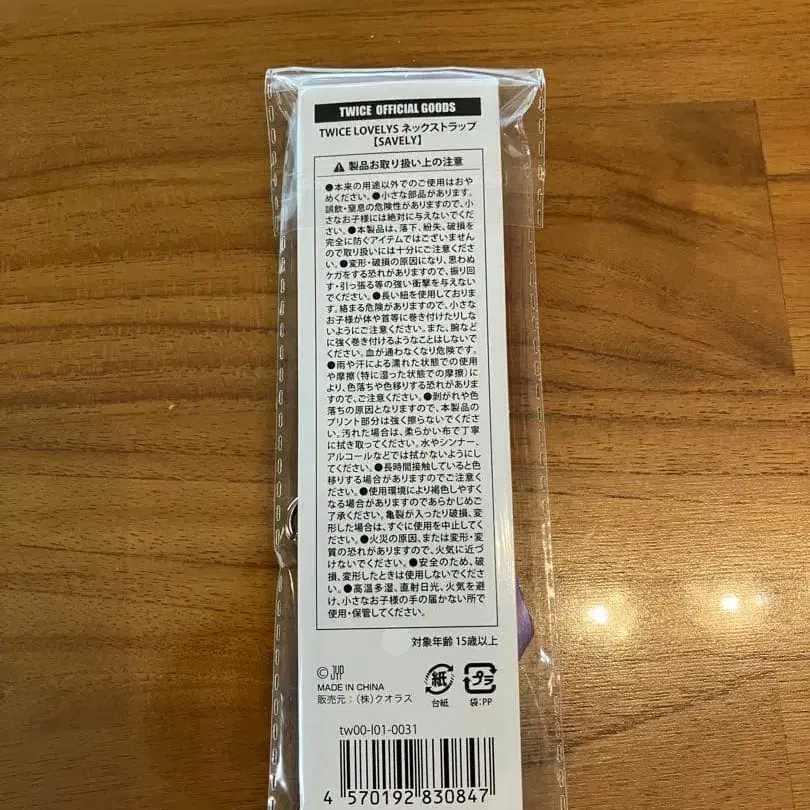 TWICE OFFICIAL GOODS
TWICE LOVELYS ネックストラップ
【SAVELY】
⚠ 製品お取り扱い上の注意
●本来の用途以外でのご使用はおや
めください。●小さな部品があります。
誤飲・窒息の危険性がありますので、小
さなお子様には絶対に与えないでくだ
さい。●本製品は、落下、紛失、破損を
完全に防ぐアイテムではございません
ので取り扱いには十分にご注意くださ
い。●変形・破損の原因になり、思わぬ
ケガをする恐れがありますので、振り回
す・引っ張る等の強い衝撃を与えない
でください。●長い紐を使用しておりま
す。絡まる危険がありますので、小さな
お子様が体や首等に巻き付けたりしな
いようにご注意ください。また、腕など
に強く巻き付けるようなことはしないで
ください。血が通わなくなり危険です。
●雨や汗による濡れた状態での使用
や摩擦(特に湿った状態での摩擦)に
より、色落ちや色移りする恐れがありま
すので、ご注意ください。●剥がれや色
落ちの原因となりますので、本製品の
プリント部分は強く擦らないでくださ
い。汚れた場合は、柔らかい布で丁寧
に拭き取ってください。水やシンナー、
アルコールなどでは拭かないようにし
てください。●長時間接触していると色
移りする場合がありますのでご注意くだ
さい。●使用環境により褪色しやすく
なる場合がありますのであらかじめご
了承ください。亀裂が入ったり破損、変
形した場合は、すぐに使用を中止してく
ださい。●火災の原因、または変形・変
質の恐れがありますので、火気に近づ
けないでください。●安全のため、破
損、変形したときは使用しないでくださ
い。●高温多湿、直射日光、火気を避
け、小さなお子様の手の届かない所で
使用・保管してください。
対象年齢 15歳以上
© JYP
MADE IN CHINA
販売元:(株)クオラス
紙
台紙
プラ
袋:PP
tw00-l01-0031
4 570192 830847